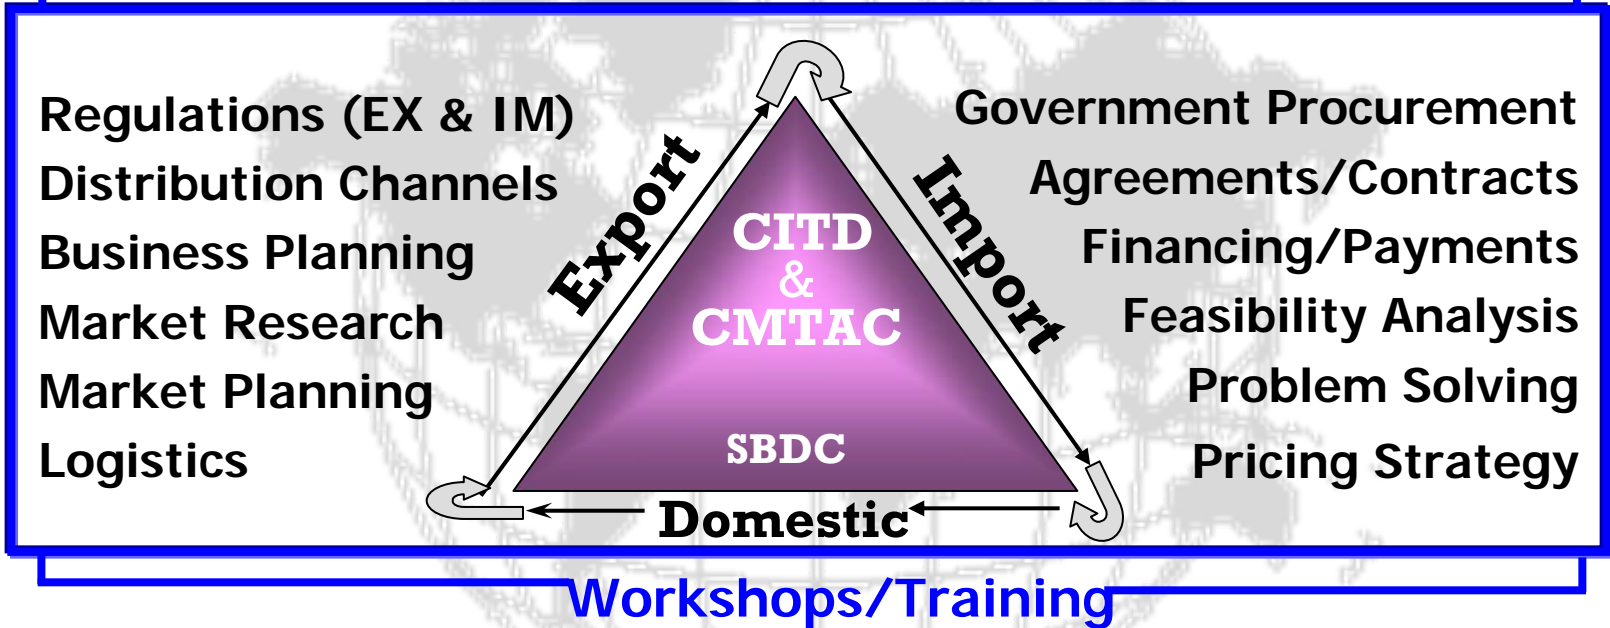 Regulations (EX & IM)
Distribution Channels
Business Planning
Market Research
Market Planning
Logistics
Export
CITD
&
CMTAC
SBDC
Import
Domestic
Government Procurement
Agreements/Contracts
Financing/Payments
Feasibility Analysis
Problem Solving
Pricing Strategy
Workshops/Training